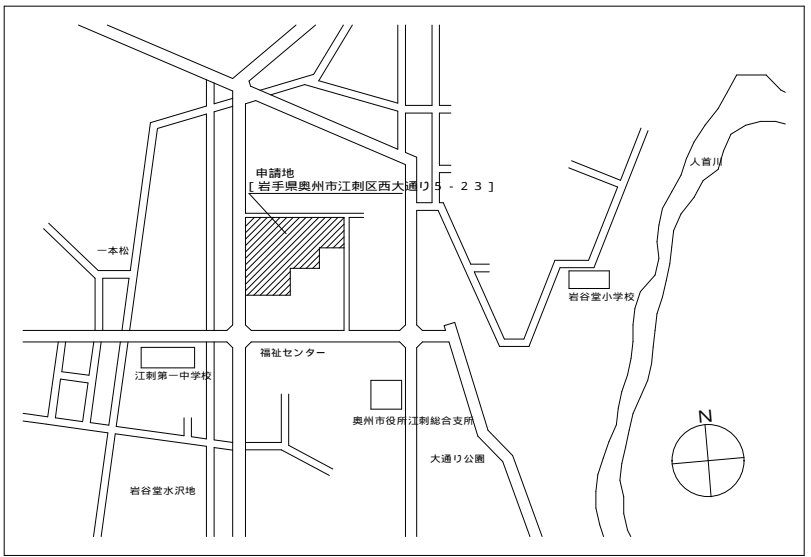 人首川
申請地
[ 岩手県奥州市江刺区西大通り５‐２３ ]
一本松
岩谷堂小学校
福祉センター
江刺第一中学校
奥州市役所江刺総合支所
N
大通り公園
岩谷堂水沢地